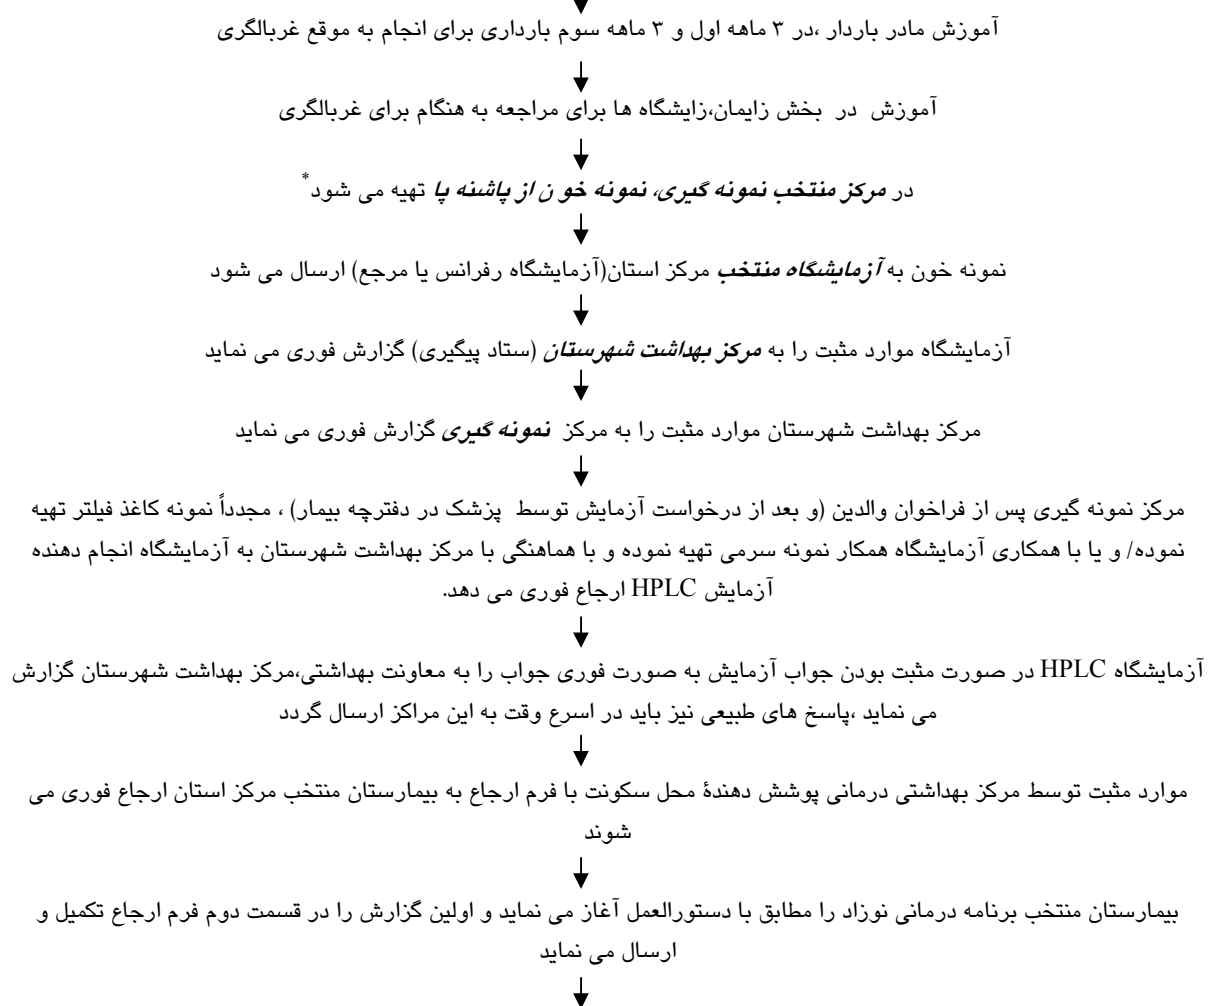 آموزش مادر باردار ،در ۳ ماهه اول و ۳ ماهه سوم بارداری برای انجام به موقع غربالگری
آموزش در بخش زایمان،زایشگاه ها برای مراجعه به هنگام برای غربالگری
در مرکز منتخب نمونه گیری، نمونه خو ن از پاشنه پا تهیه می شود*
نمونه خون به آزمایشگاه منتخب مرکز استان(آزمایشگاه رفرانس یا مرجع) ارسال می شود
آزمایشگاه موارد مثبت را به مرکز بهداشت شهرستان (ستاد پیگیری) گزارش فوری می نماید
مرکز بهداشت شهرستان موارد مثبت را به مرکز نمونه گیری گزارش فوری می نماید
مرکز نمونه گیری پس از فراخوان والدین (و بعد از درخواست آزمایش توسط پزشک در دفترچه بیمار) ، مجدداً نمونه کاغذ فیلتر تهیه
نموده/ و یا با همکاری آزمایشگاه همکار نمونه سرمی تهیه نموده و با هماهنگی با مرکز بهداشت شهرستان به آزمایشگاه انجام دهنده
آزمایش HPLC ارجاع فوری می دهد.
آزمایشگاه HPLC در صورت مثبت بودن جواب آزمایش به صورت فوری جواب را به معاونت بهداشتی،مرکز بهداشت شهرستان گزارش
می نماید ،پاسخ های طبیعی نیز باید در اسرع وقت به این مراکز ارسال گردد
موارد مثبت توسط مرکز بهداشتی درمانی پوشش دهندۀ محل سکونت با فرم ارجاع به بیمارستان منتخب مرکز استان ارجاع فوری می
شوند
بیمارستان منتخب برنامه درمانی نوزاد را مطابق با دستورالعمل آغاز می نماید و اولین گزارش را در قسمت دوم فرم ارجاع تکمیل و
ارسال می نماید